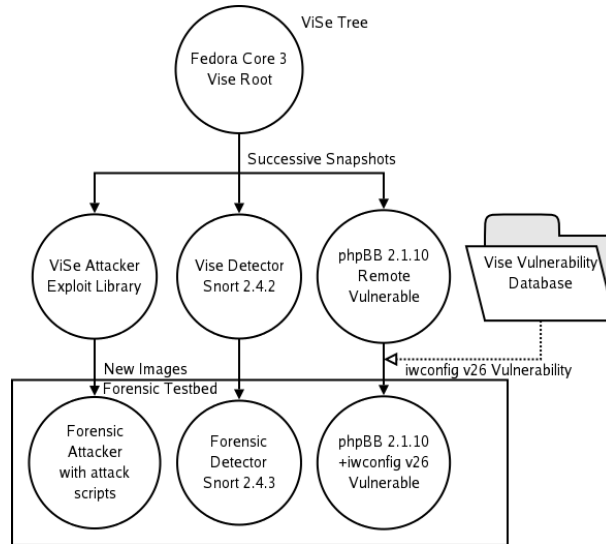 ViSe Tree
Fedora Core 3
Vise Root
Successive Snapshots
ViSe Attacker
Exploit Library
Vise Detector
Snort 2.4.2
phpBB 2.1.10
Remote
Vulnerable
Vise Vulnerability
Database
New Images
iwconfig v26 Vulnerability
Forensic Testbed
Forensic
Attacker
with attack
scripts
Forensic
Detector
Snort 2.4.3
phpBB 2.1.10
+iwconfig v26
Vulnerable